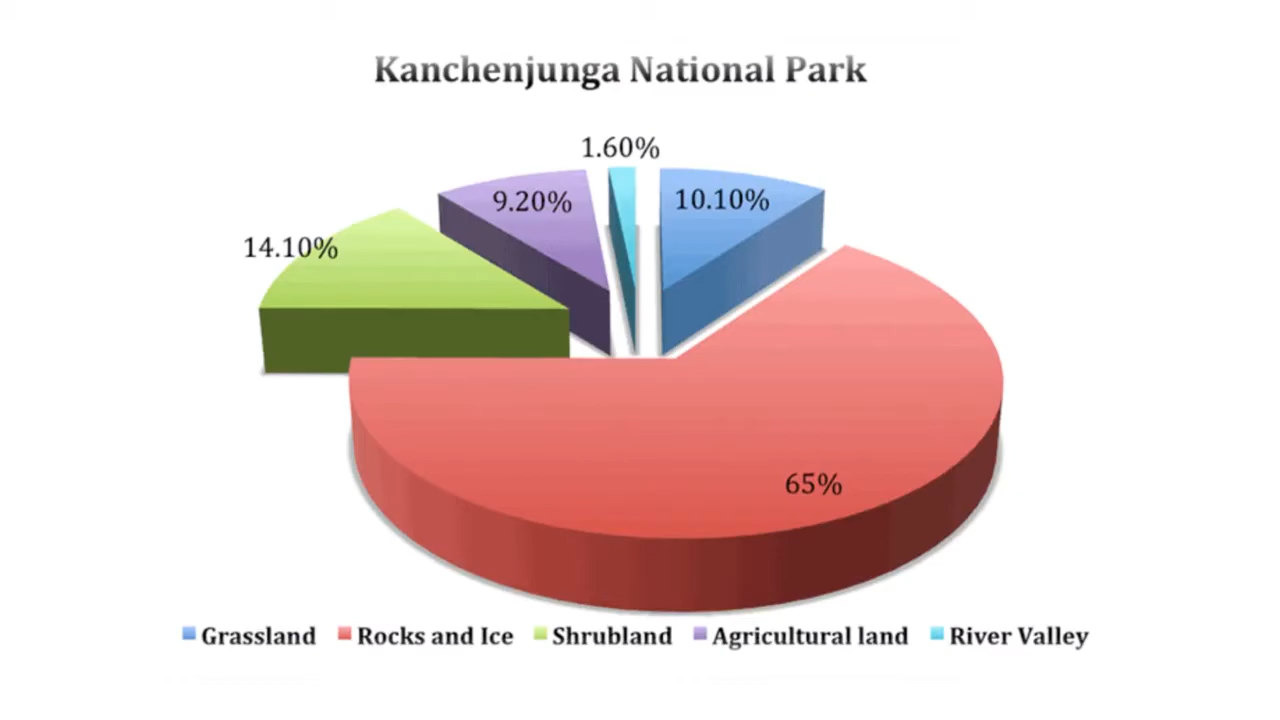 Kanchenjunga National Park
1.60%
9.20%
10.10%
14.10%
65%
Grassland Rocks and Ice Shrubland Agricultural land River Valley